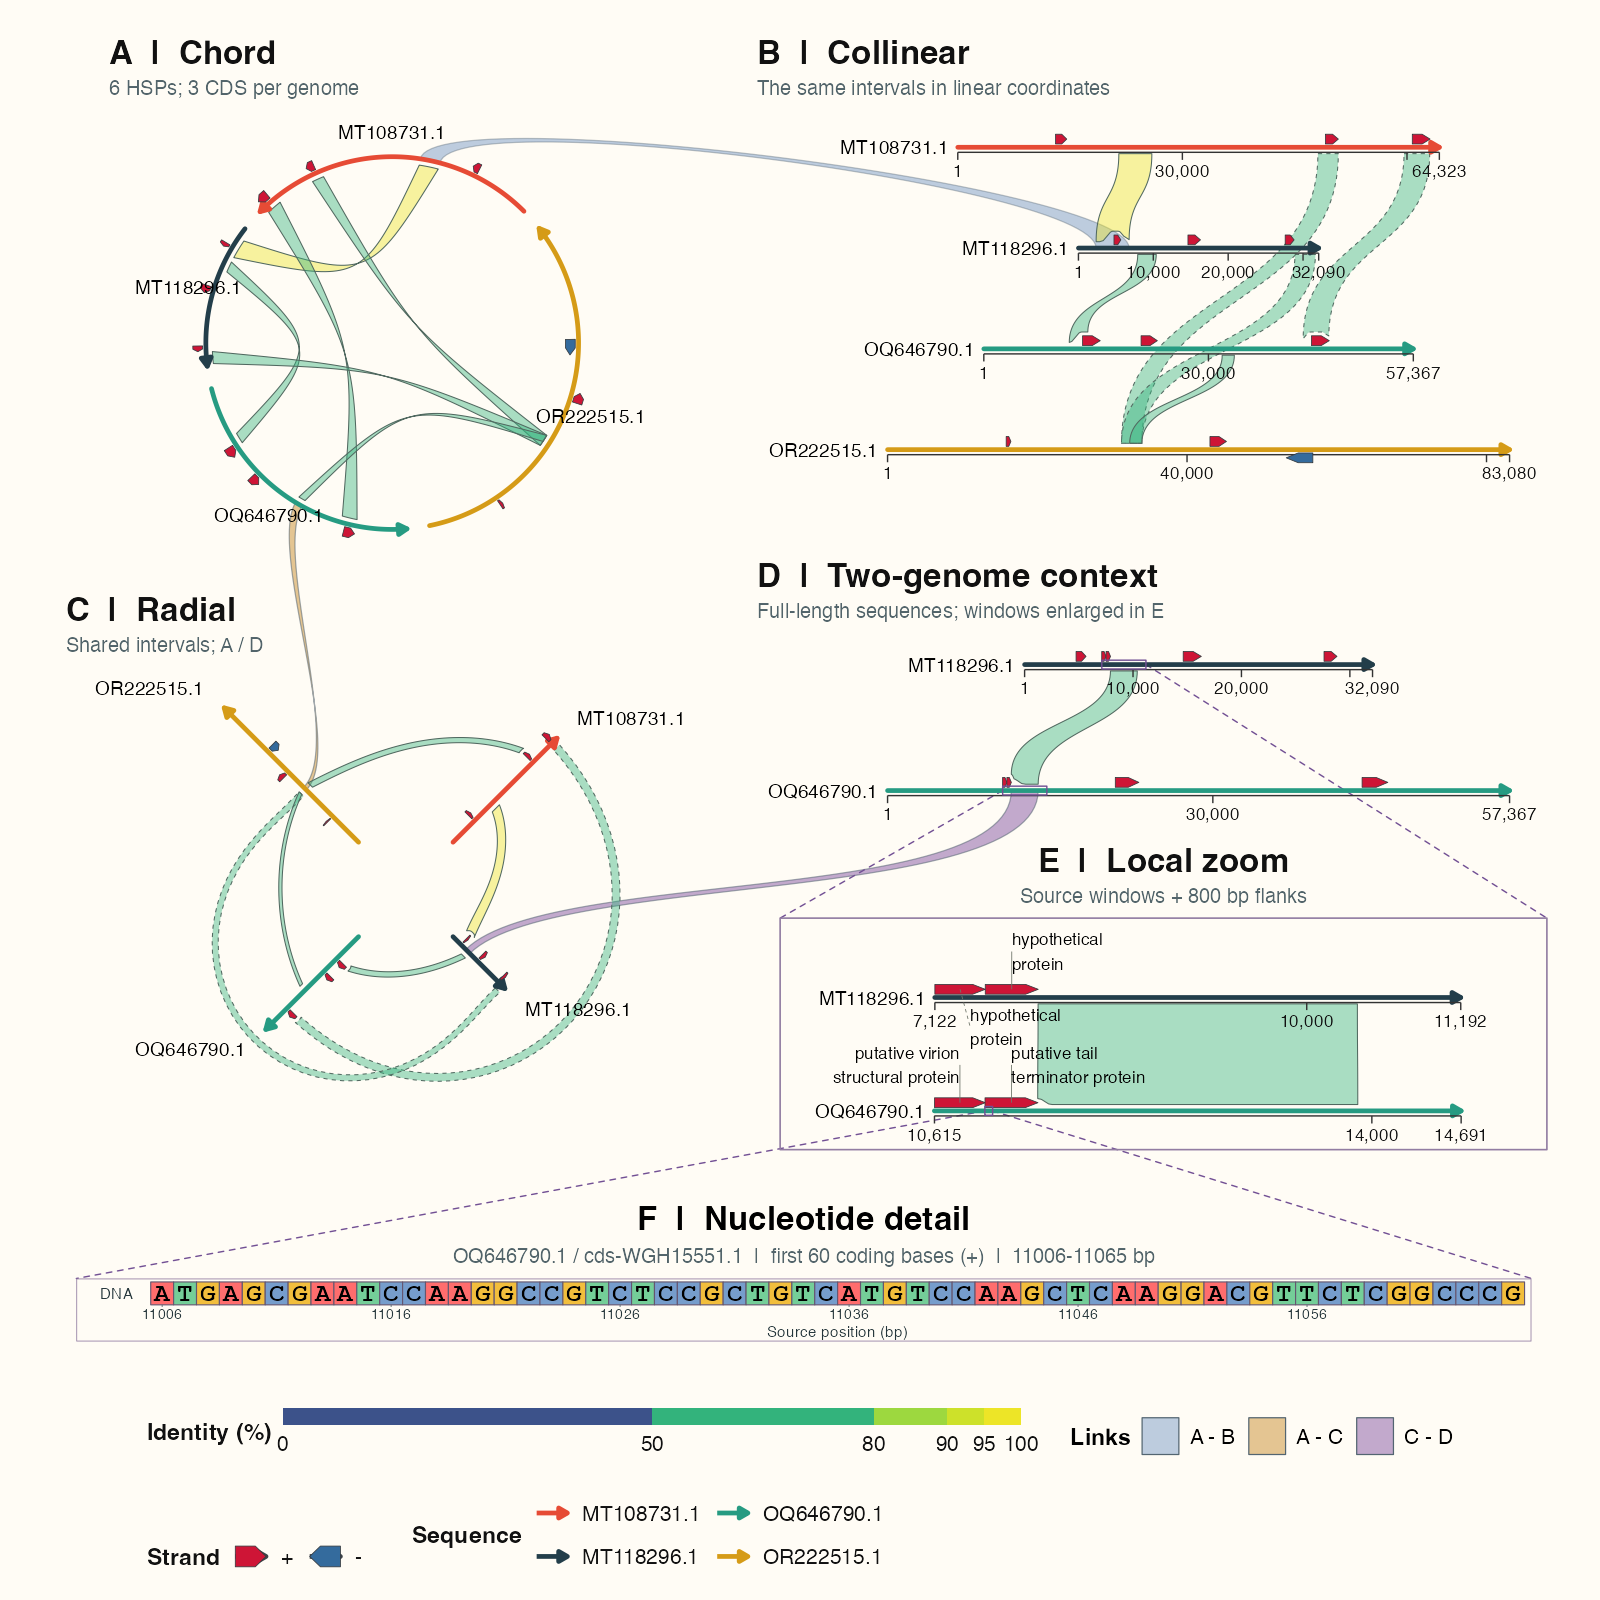 A | Chord
6 HSPs; 3 CDS per genome
MT108731.1
MT118296.1
OR222515.1
OQ646790.1
B | Collinear
The same intervals in linear coordinates
MT108731.1
1 30,000 64,323
MT118296.1
1 10,000 20,000 32,090
OQ646790.1
1 30,000 57,367
OR222515.1
1 40,000 83,080
C | Radial
Shared intervals; A / D
OR222515.1
MT108731.1
MT118296.1
OQ646790.1
D | Two-genome context
Full-length sequences; windows enlarged in E
MT118296.1
1 10,000 20,000 32,090
OQ646790.1
1 30,000 57,367
E | Local zoom
Source windows + 800 bp flanks
hypothetical
protein
MT118296.1
7,122 10,000 11,192
hypothetical
protein
putative virion
structural protein
putative tail
terminator protein
OQ646790.1
10,615 14,000 14,691
F | Nucleotide detail
OQ646790.1 / cds-WGH15551.1 | first 60 coding bases (+) | 11006-11065 bp
DNA A T G A G C G A A T C C A A G G C C G T C T C C G C T G T C A T G T C C A A G C T C A A G G A C G T T C T C G G C C C G
11006 11016 11026 11036 11046 11056
Source position (bp)
Identity (%)
0 50 80 90 95 100
Links A - B A - C C - D
Strand + -
Sequence
MT108731.1 OQ646790.1
MT118296.1 OR222515.1